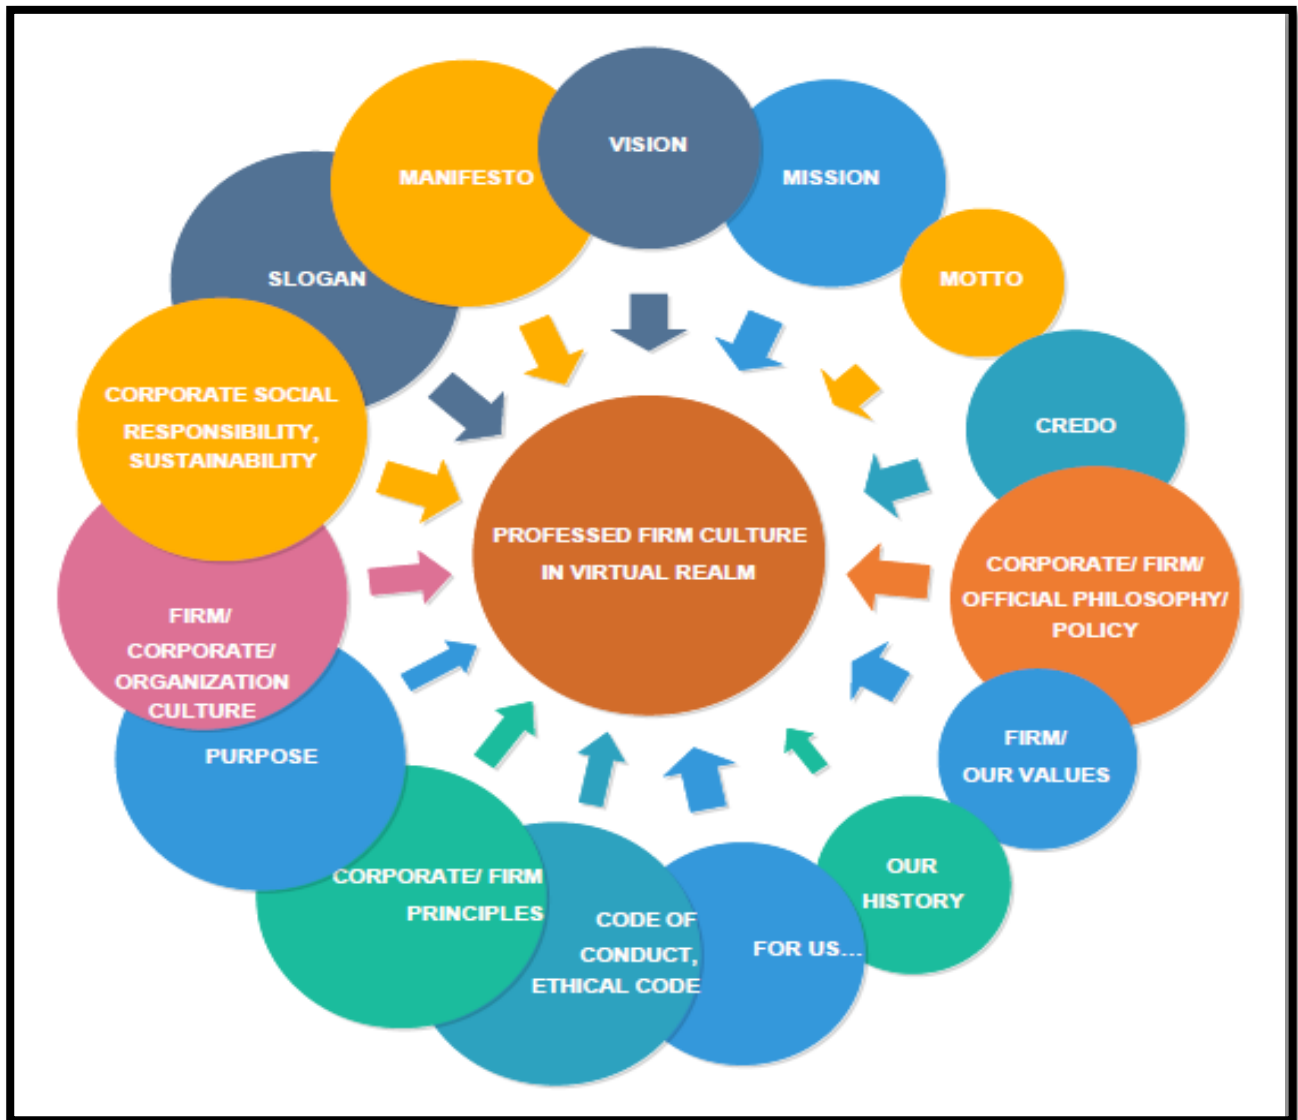 VISION
MISSION
MOTTO
CREDO
CORPORATE/ FIRM/
OFFICIAL PHILOSOPHY/
POLICY
FIRM/
OUR VALUES
OUR
HISTORY
FOR US...
CODE OF
CONDUCT,
ETHICAL CODE
CORPORATE/ FIRM
PRINCIPLES
PURPOSE
FIRM/
CORPORATE/
ORGANIZATION
CULTURE
CORPORATE SOCIAL
RESPONSIBILITY,
SUSTAINABILITY
SLOGAN
MANIFESTO
PROFESSED FIRM CULTURE
IN VIRTUAL REALM